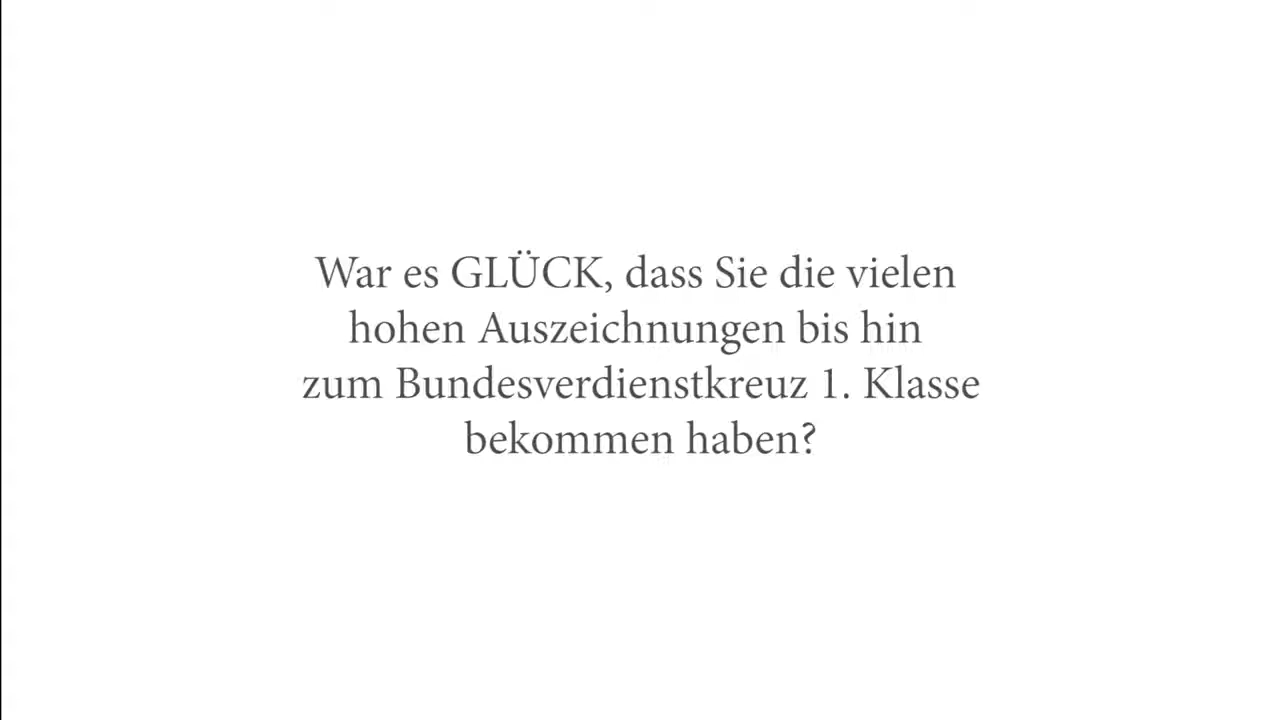 War es GLÜCK, dass Sie die vielen
hohen Auszeichnungen bis hin
zum Bundesverdienstkreuz 1. Klasse
bekommen haben?